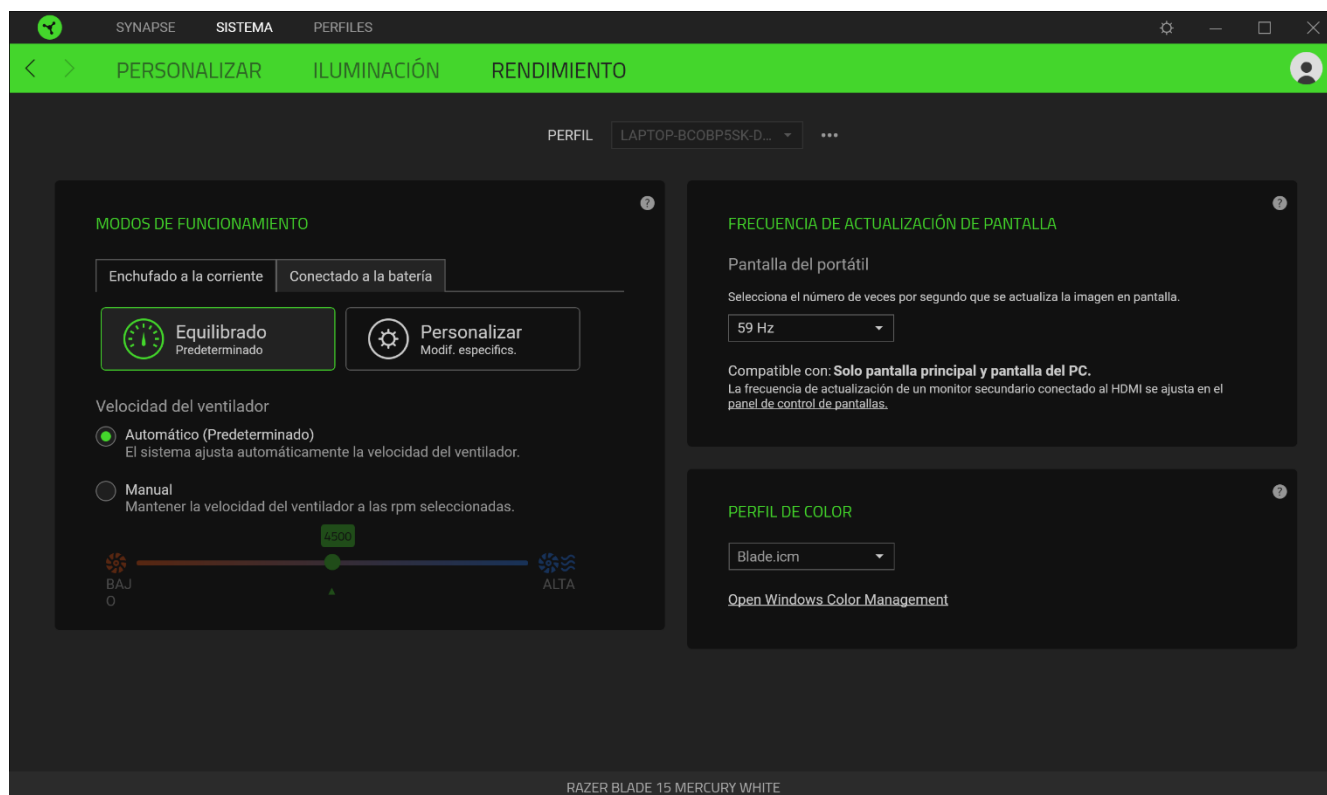 SYNAPSE SISTEMA PERFILES
PERSONALIZAR ILUMINACIÓN RENDIMIENTO
PERFIL LAPTOP-BCOBP5SK-D...
MODOS DE FUNCIONAMIENTO
Enchufado a la corriente Conectado a la batería
Equilibrado
Predeterminado
Personalizar
Modif. especifics.
Velocidad del ventilador
Automático (Predeterminado)
El sistema ajusta automáticamente la velocidad del ventilador.
Manual
Mantener la velocidad del ventilador a las rpm seleccionadas.
4500
BAJ
O
ALTA
FRECUENCIA DE ACTUALIZACIÓN DE PANTALLA
Pantalla del portátil
Selecciona el número de veces por segundo que se actualiza la imagen en pantalla.
59 Hz
Compatible con: Solo pantalla principal y pantalla del PC.
La frecuencia de actualización de un monitor secundario conectado al HDMI se ajusta en el
panel de control de pantallas.
PERFIL DE COLOR
Blade.icm
Open Windows Color Management
RAZER BLADE 15 MERCURY WHITE